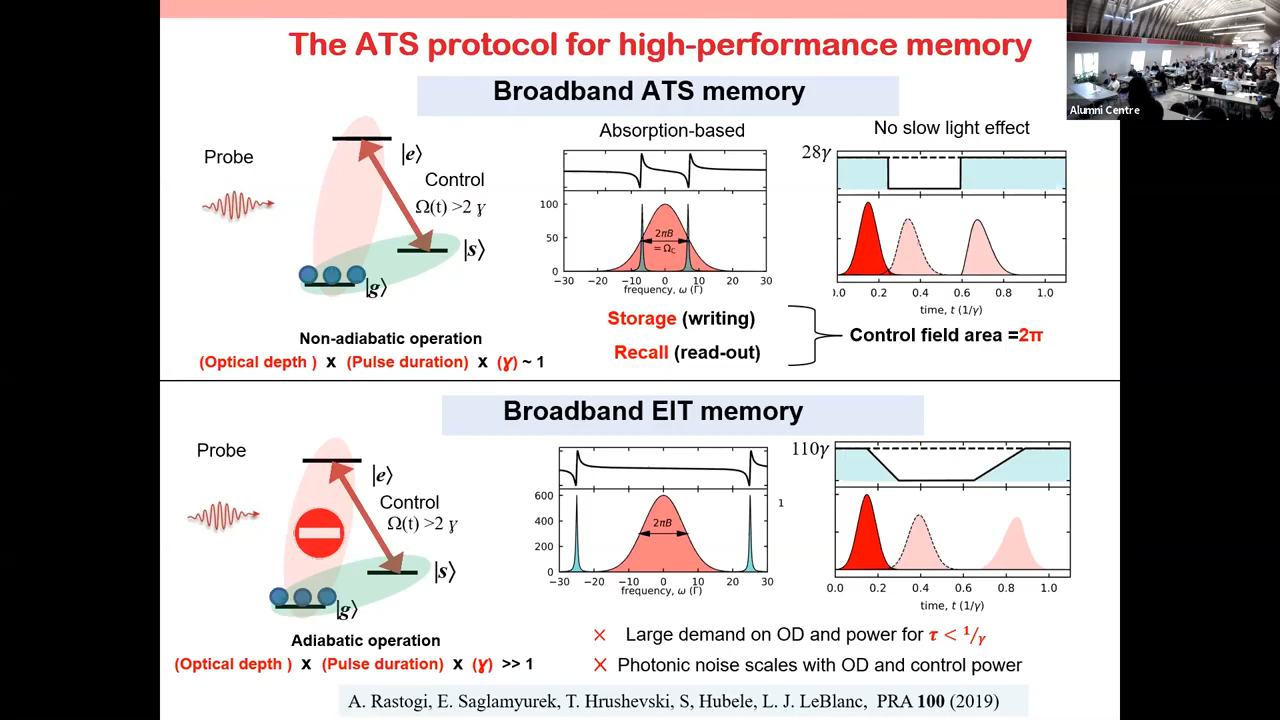 The ATS protocol for high-performance memory
Alumni Centre
Broadband ATS memory
Probe
|e⟩
Control
Ω(t) >2 γ
|s⟩
|g⟩
Non-adiabatic operation
(Optical depth ) x (Pulse duration) x (γ) ~ 1
Absorption-based
100
50
0
2πB
= Ω_C
−30 −20 −10 0 10 20 30
frequency, ω (Γ)
No slow light effect
28γ
0.0 0.2 0.4 0.6 0.8 1.0
time, t (1/γ)
Storage (writing)
Recall (read-out)
Control field area =2π
Broadband EIT memory
Probe
|e⟩
Control
Ω(t) >2 γ
|s⟩
|g⟩
Adiabatic operation
(Optical depth ) x (Pulse duration) x (γ) >> 1
600
400
200
0
2πB
−30 −20 −10 0 10 20 30
frequency, ω (Γ)
1
110γ
0.0 0.2 0.4 0.6 0.8 1.0
time, t (1/γ)
× Large demand on OD and power for τ < 1/γ
× Photonic noise scales with OD and control power
A. Rastogi, E. Saglamyurek, T. Hrushevski, S, Hubele, L. J. LeBlanc, PRA 100 (2019)